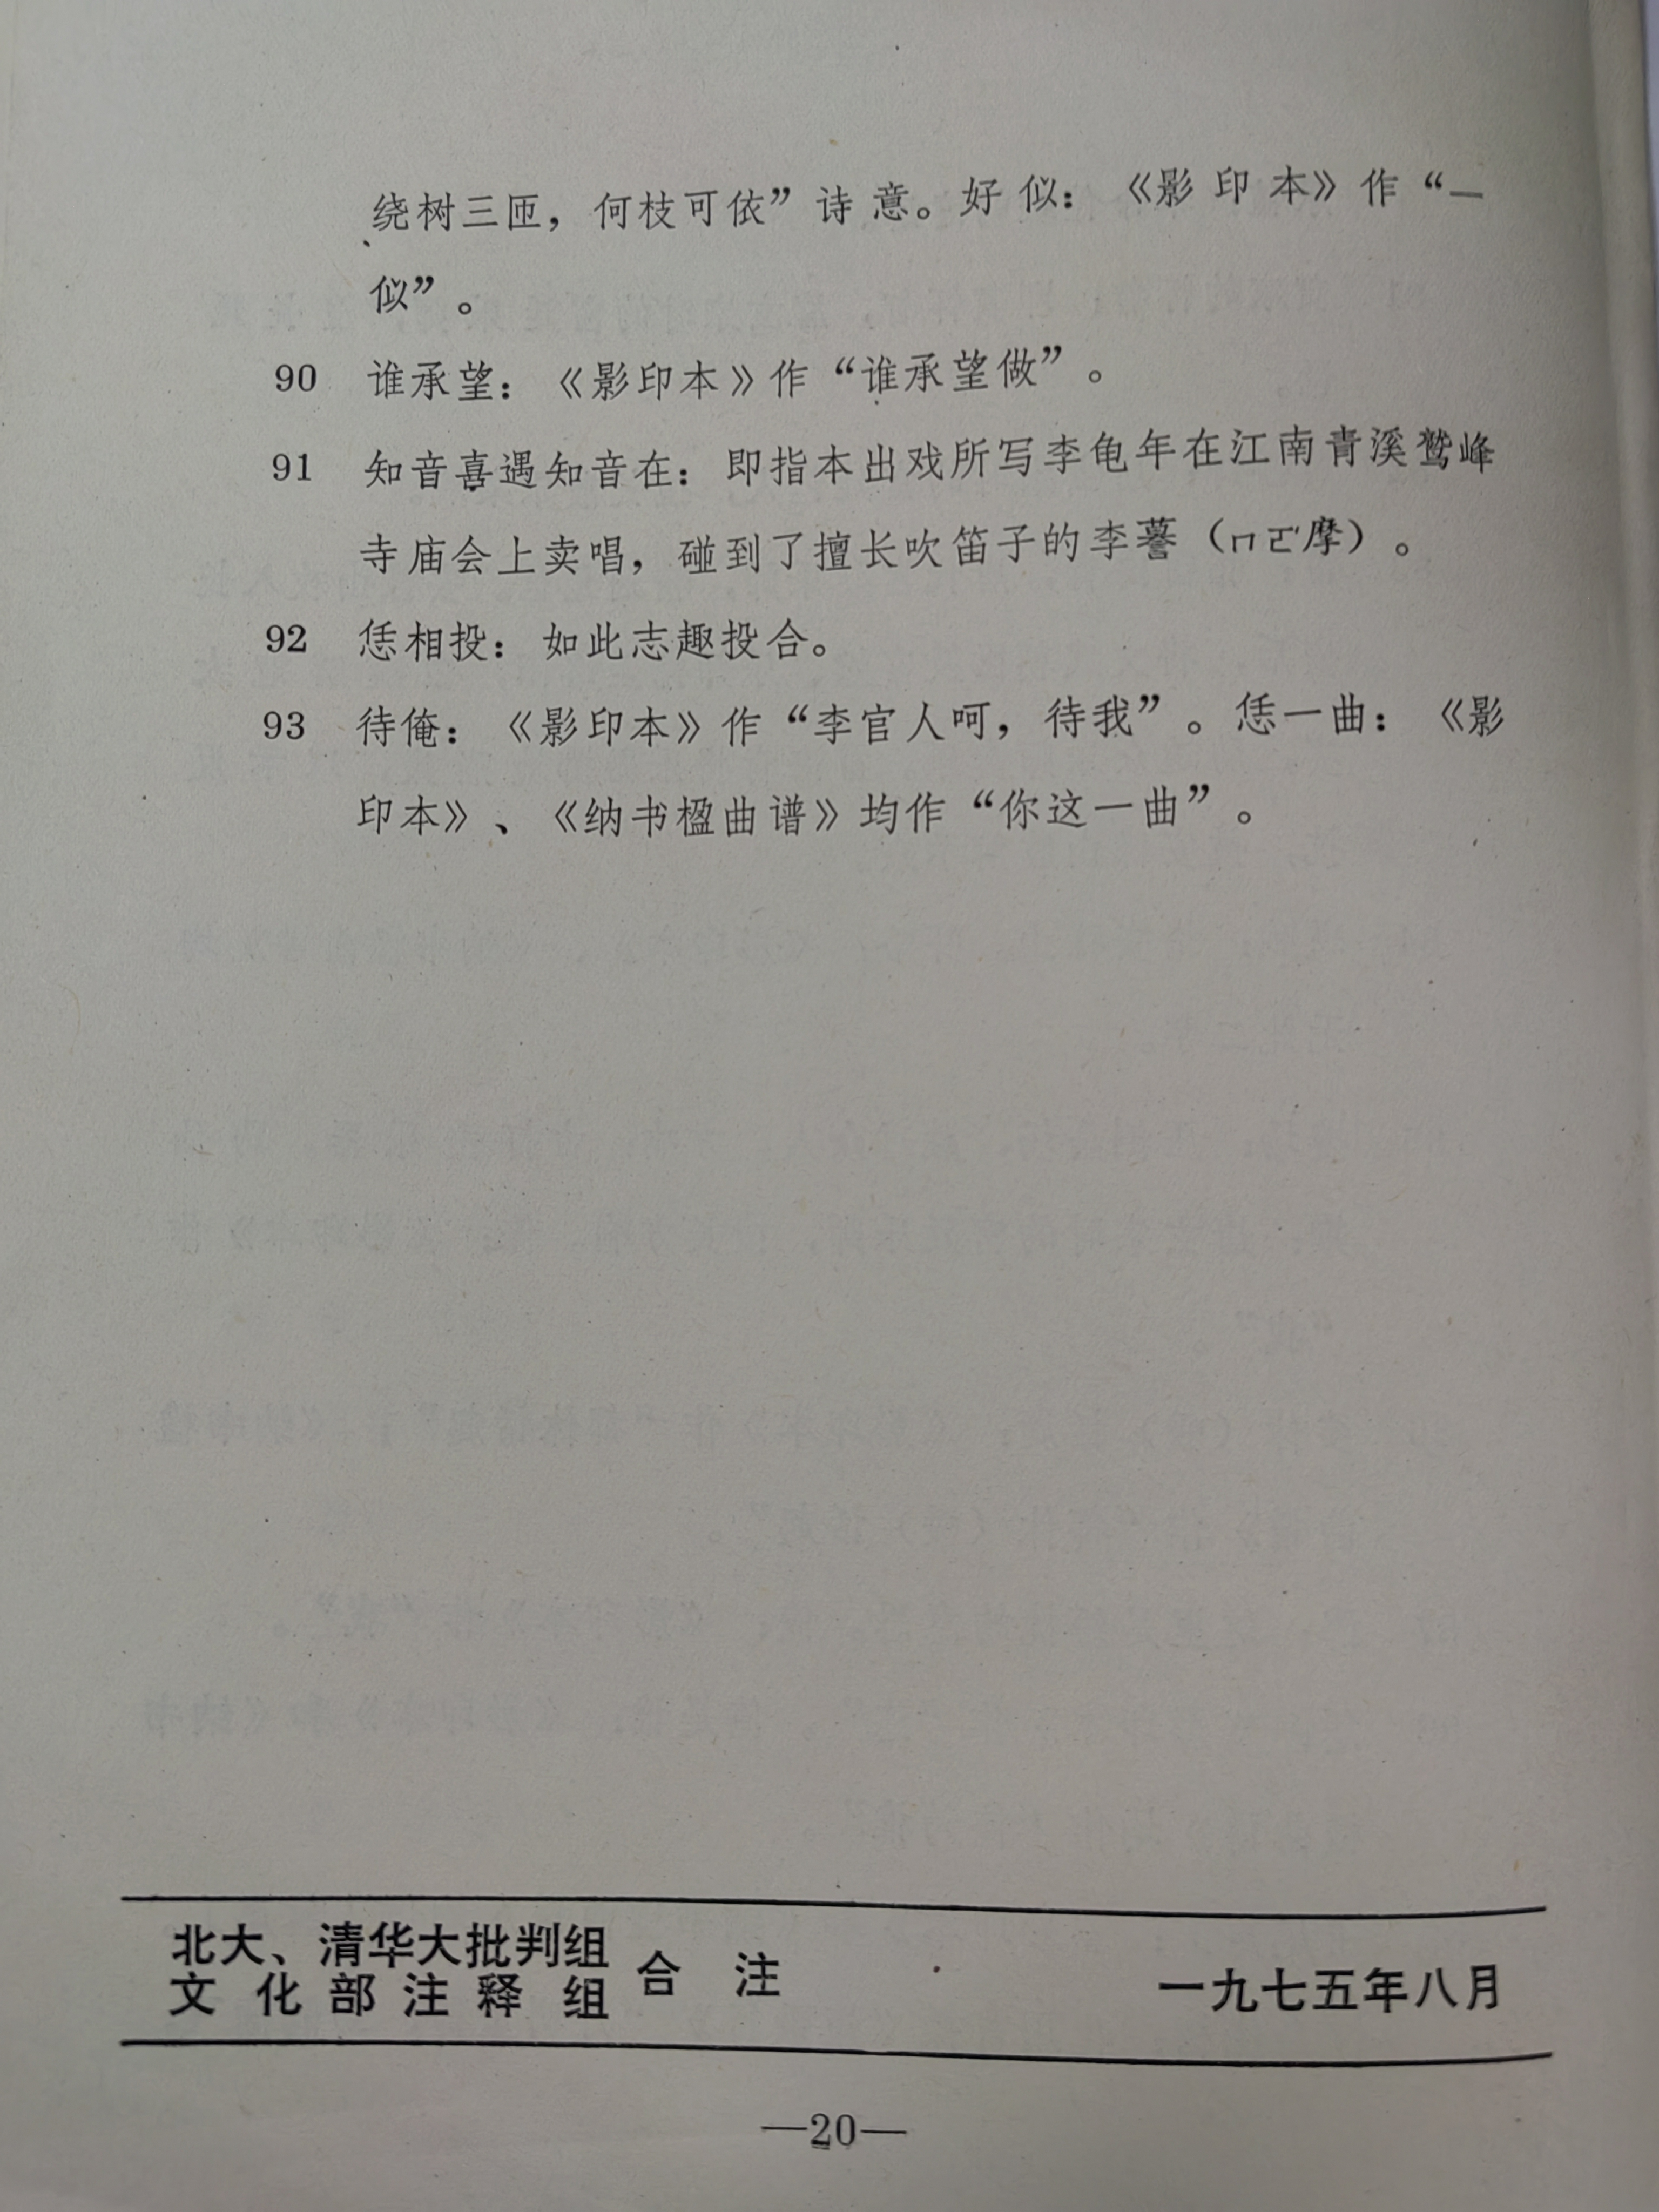 绕树三匝，何枝可依”诗意。好似：《影印本》作“一
似”。
90 谁承望：《影印本》作“谁承望做”。
91 知音喜遇知音在：即指本出戏所写李龟年在江南青溪鹫峰
寺庙会上卖唱，碰到了擅长吹笛子的李謩（ㄇㄛˊ摩）。
92 恁相投：如此志趣投合。
93 待俺：《影印本》作“李官人呵，待我”。恁一曲：《影
印本》、《纳书楹曲谱》均作“你这一曲”。
北大、清华大批判组
文化部注释组 合注 一九七五年八月
—20—